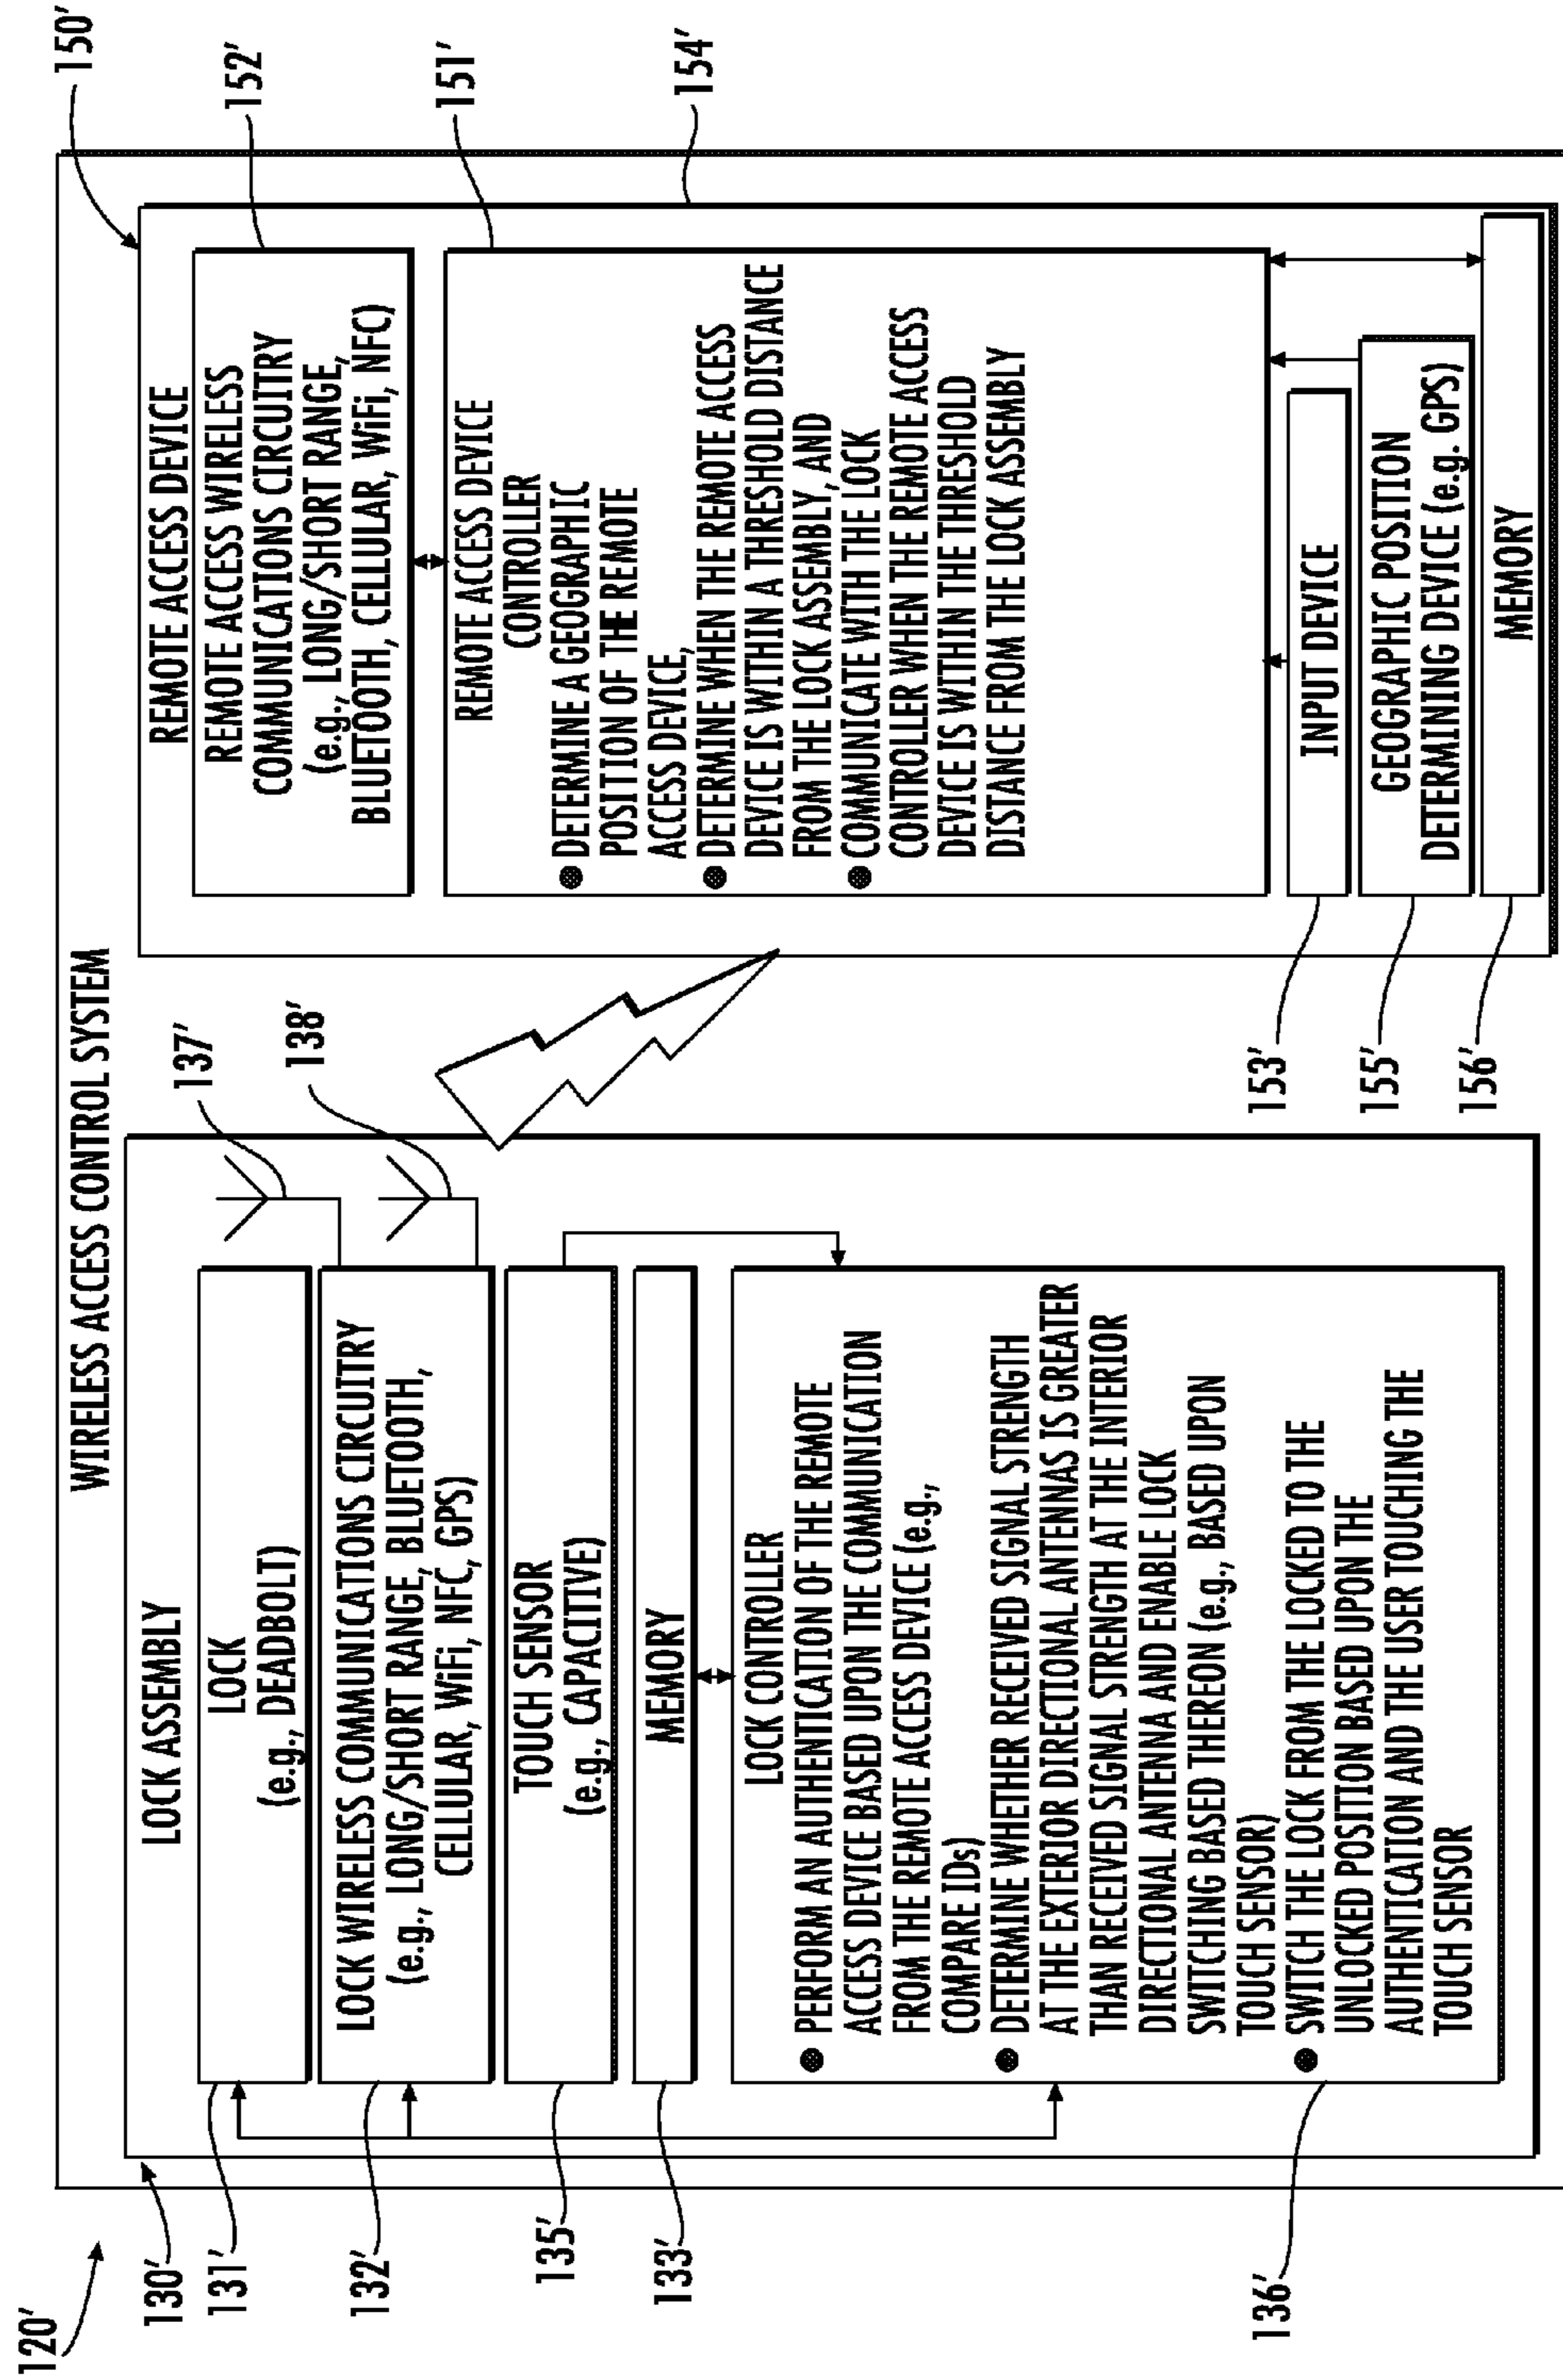 WIRELESS ACCESS CONTROL SYSTEM
120′
130′
LOCK ASSEMBLY
131′
LOCK
(e.g., DEADBOLT)
132′
LOCK WIRELESS COMMUNICATIONS CIRCUITRY
(e.g., LONG/SHORT RANGE, BLUETOOTH,
CELLULAR, WiFi, NFC, GPS)
137′
138′
135′
TOUCH SENSOR
(e.g., CAPACITIVE)
133′
MEMORY
136′
LOCK CONTROLLER
● PERFORM AN AUTHENTICATION OF THE REMOTE
ACCESS DEVICE BASED UPON THE COMMUNICATION
FROM THE REMOTE ACCESS DEVICE (e.g.,
COMPARE IDs)
● DETERMINE WHETHER RECEIVED SIGNAL STRENGTH
AT THE EXTERIOR DIRECTIONAL ANTENNAS IS GREATER
THAN RECEIVED SIGNAL STRENGTH AT THE INTERIOR
DIRECTIONAL ANTENNA AND ENABLE LOCK
SWITCHING BASED THEREON (e.g., BASED UPON
TOUCH SENSOR)
● SWITCH THE LOCK FROM THE LOCKED TO THE
UNLOCKED POSITION BASED UPON THE
AUTHENTICATION AND THE USER TOUCHING THE
TOUCH SENSOR
150′
REMOTE ACCESS DEVICE
152′
REMOTE ACCESS WIRELESS
COMMUNICATIONS CIRCUITRY
(e.g., LONG/SHORT RANGE,
BLUETOOTH, CELLULAR, WiFi, NFC)
151′
REMOTE ACCESS DEVICE
CONTROLLER
● DETERMINE A GEOGRAPHIC
POSITION OF THE REMOTE
ACCESS DEVICE,
● DETERMINE WHEN THE REMOTE ACCESS
DEVICE IS WITHIN A THRESHOLD DISTANCE
FROM THE LOCK ASSEMBLY, AND
● COMMUNICATE WITH THE LOCK
CONTROLLER WHEN THE REMOTE ACCESS
DEVICE IS WITHIN THE THRESHOLD
DISTANCE FROM THE LOCK ASSEMBLY
154′
153′
INPUT DEVICE
155′
GEOGRAPHIC POSITION
DETERMINING DEVICE (e.g. GPS)
156′
MEMORY